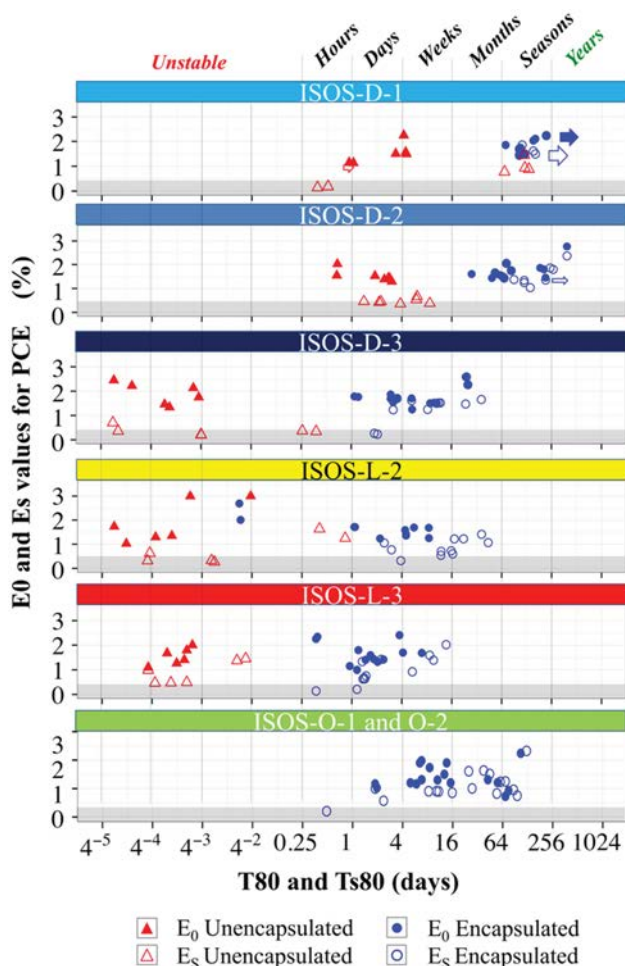 Unstable Hours Days Weeks Months Seasons Years
ISOS-D-1
3
2
1
0
ISOS-D-2
3
2
1
0
ISOS-D-3
3
2
1
0
ISOS-L-2
3
2
1
0
ISOS-L-3
3
2
1
0
ISOS-O-1 and O-2
3
2
1
0
E0 and Es values for PCE (%)
4⁻⁵ 4⁻⁴ 4⁻³ 4⁻² 0.25 1 4 16 64 256 1024
T80 and Ts80 (days)
E₀ Unencapsulated E₀ Encapsulated
E_S Unencapsulated E_S Encapsulated